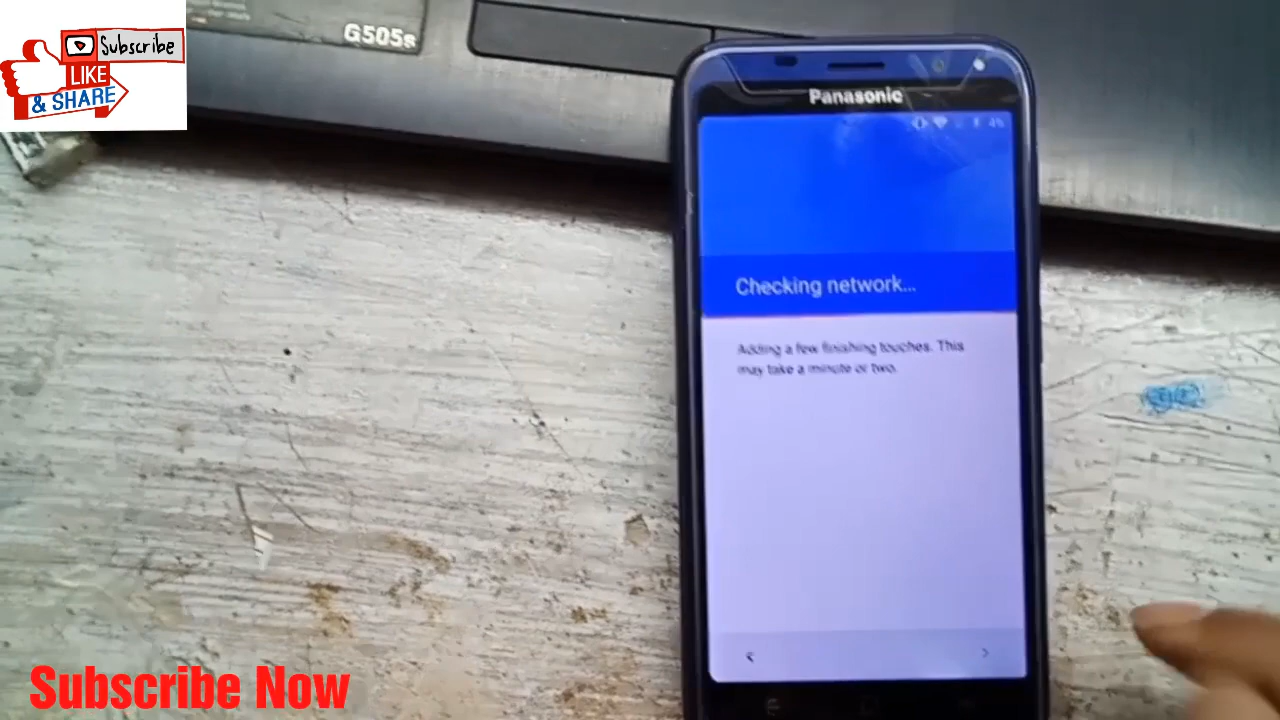 Subscribe
LIKE
& SHARE
G505s
Panasonic
4%
Checking network...
Adding a few finishing touches. This
may take a minute or two.
Subscribe Now